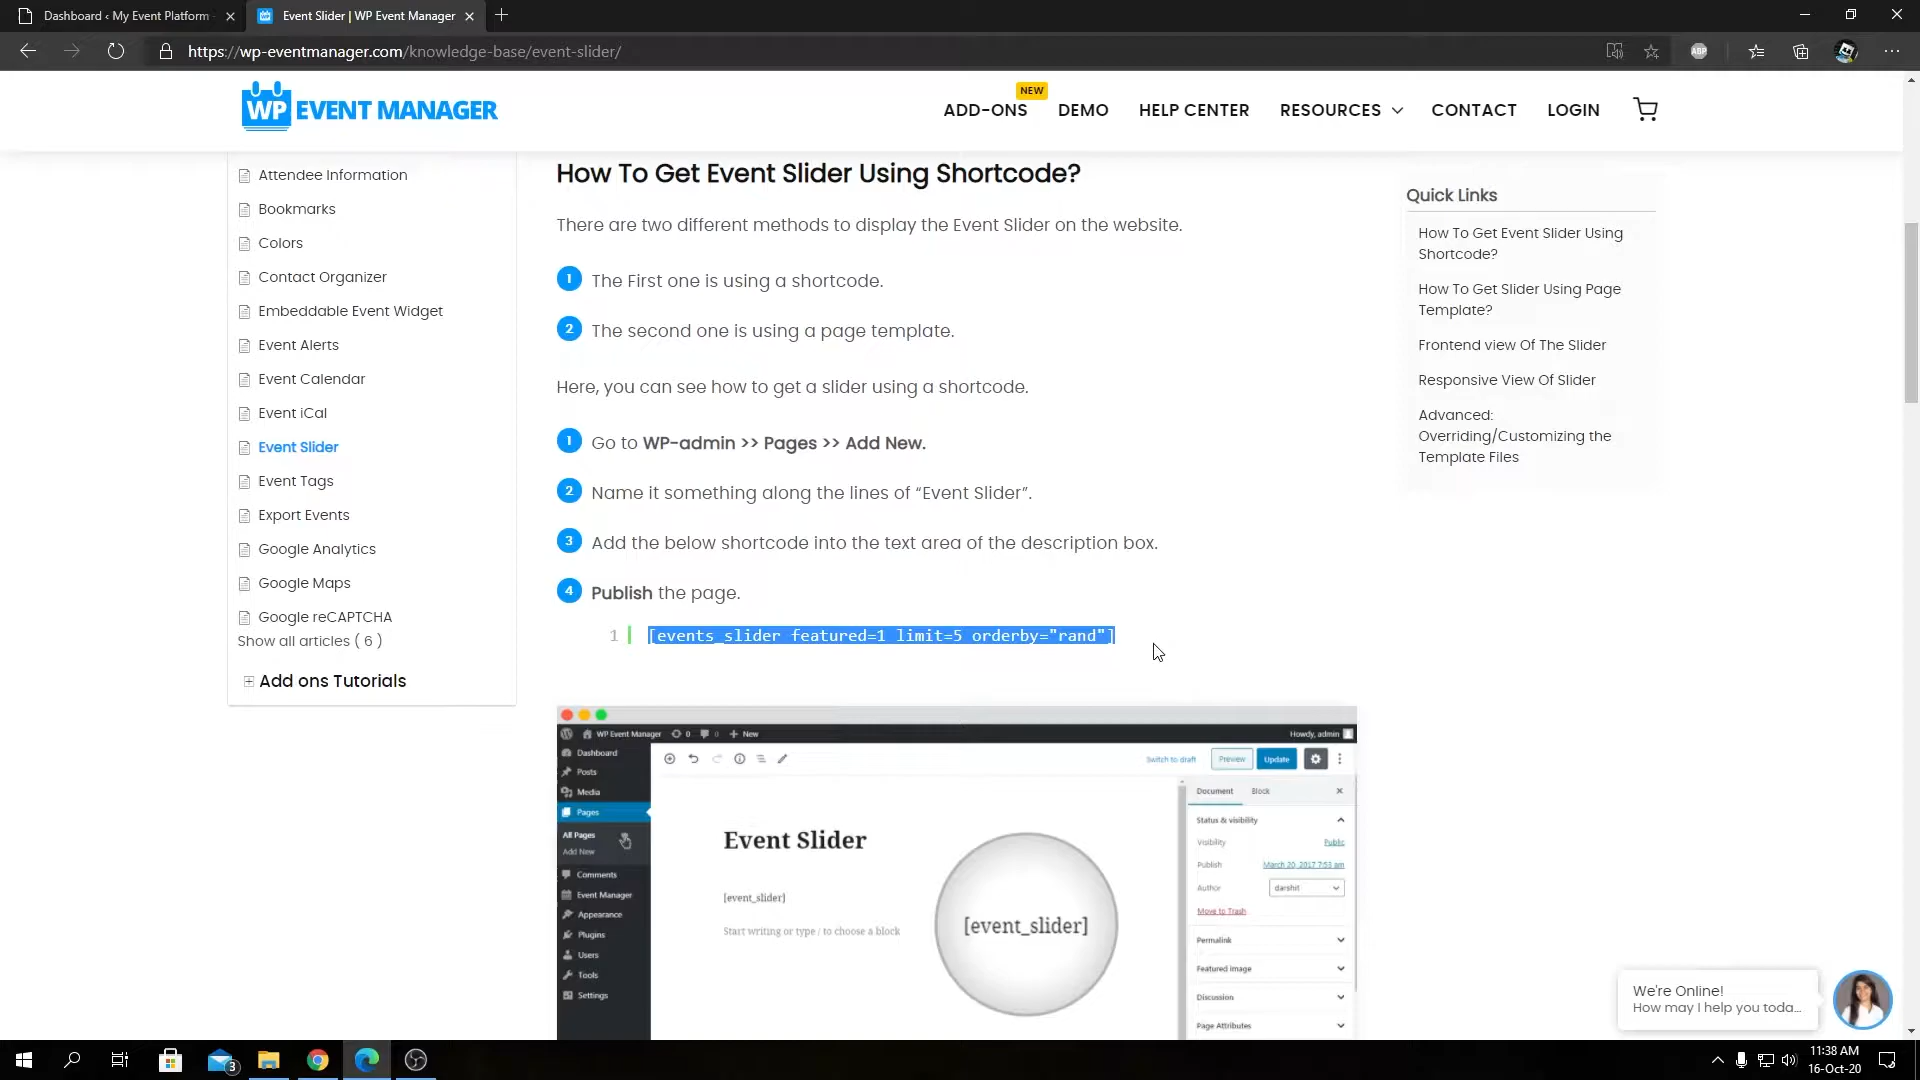 Dashboard ‹ My Event Platform
Event Slider | WP Event Manager
https://wp-eventmanager.com/knowledge-base/event-slider/
ABP
WP EVENT MANAGER
ADD-ONS
NEW
DEMO
HELP CENTER
RESOURCES
CONTACT
LOGIN
Attendee Information
Bookmarks
Colors
Contact Organizer
Embeddable Event Widget
Event Alerts
Event Calendar
Event iCal
Event Slider
Event Tags
Export Events
Google Analytics
Google Maps
Google reCAPTCHA
Show all articles ( 6 )
Add ons Tutorials
How To Get Event Slider Using Shortcode?
There are two different methods to display the Event Slider on the website.
1 The First one is using a shortcode.
2 The second one is using a page template.
Here, you can see how to get a slider using a shortcode.
1 Go to WP-admin >> Pages >> Add New.
2 Name it something along the lines of “Event Slider”.
3 Add the below shortcode into the text area of the description box.
4 Publish the page.
1 [events_slider featured=1 limit=5 orderby="rand"]
WP Event Manager 0 0 New
Howdy, admin
Dashboard
Posts
Media
Pages
All Pages
Add New
Comments
Event Manager
Appearance
Plugins
Users
Tools
Settings
Switch to draft
Preview
Update
Event Slider
[event_slider]
Start writing or type / to choose a block
[event_slider]
Document
Block
Status & visibility
Visibility
Public
Publish
March 20, 2017 7:53 am
Author
darshit
Move to Trash
Permalink
Featured image
Discussion
Page Attributes
Quick Links
How To Get Event Slider Using
Shortcode?
How To Get Slider Using Page
Template?
Frontend view Of The Slider
Responsive View Of Slider
Advanced:
Overriding/Customizing the
Template Files
We're Online!
How may I help you toda...
3
11:38 AM
16-Oct-20